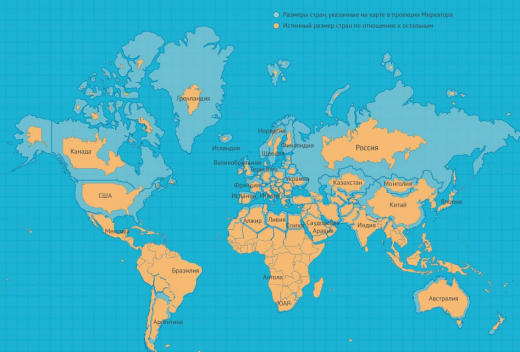 Размеры стран, указанные на карте в проекции Меркатора
Истинный размер стран по отношению к остальным
Гренландия
Исландия
Норвегия
Финляндия
Швеция
Великобритания
Канада
Россия
Украина
Франция
Казахстан
Монголия
США
Испания
Китай
Япония
Алжир
Ливия
Египет
Саудовская
Аравия
Индия
Мексика
Бразилия
Ангола
ЮАР
Австралия
Аргентина